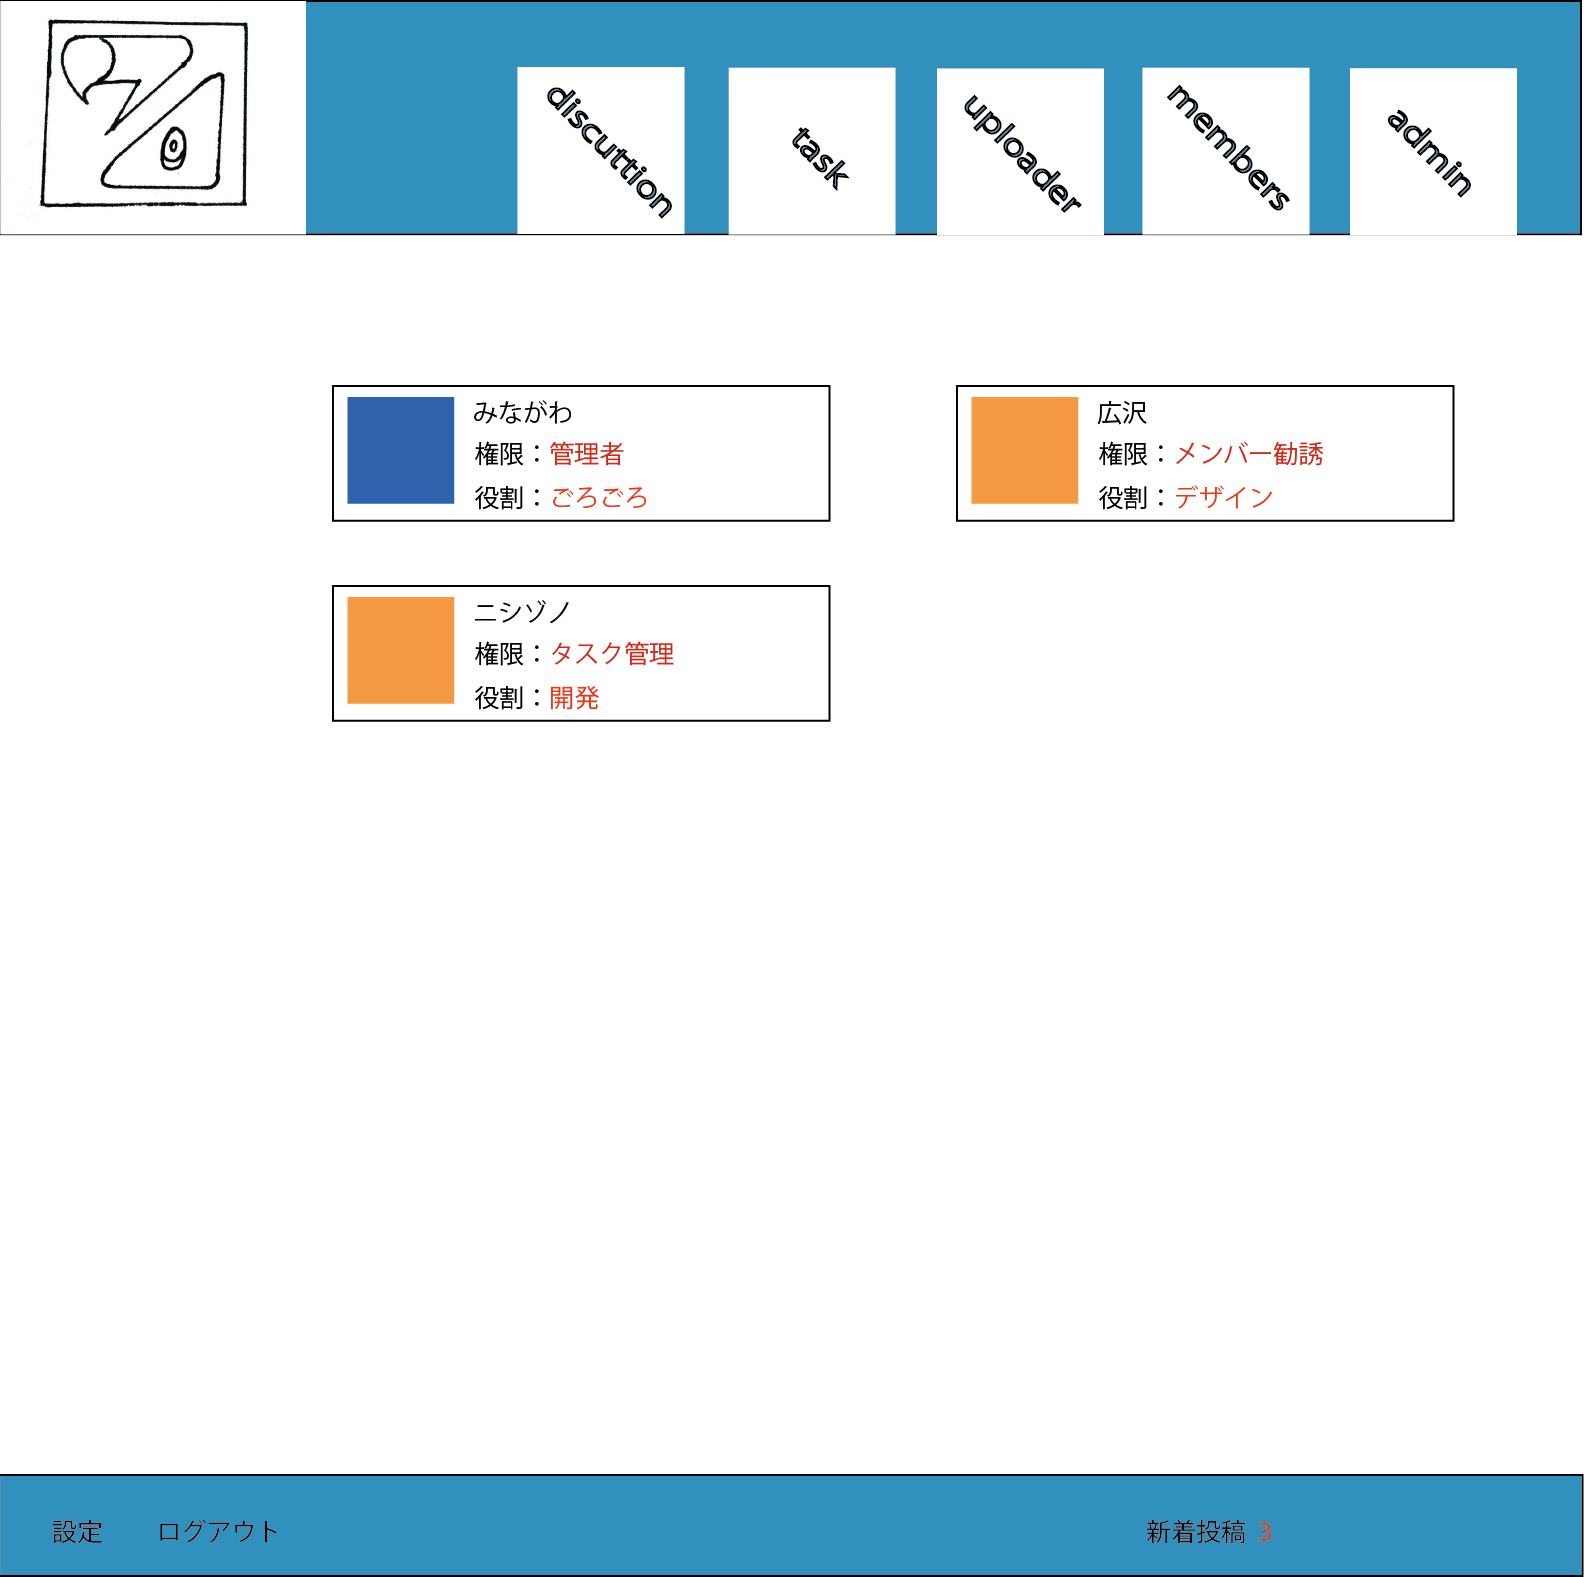 discuttion
task
uploader
members
admin
みながわ
権限：管理者
役割：ごろごろ
広沢
権限：メンバー勧誘
役割：デザイン
ニシゾノ
権限：タスク管理
役割：開発
設定 ログアウト 新着投稿 3